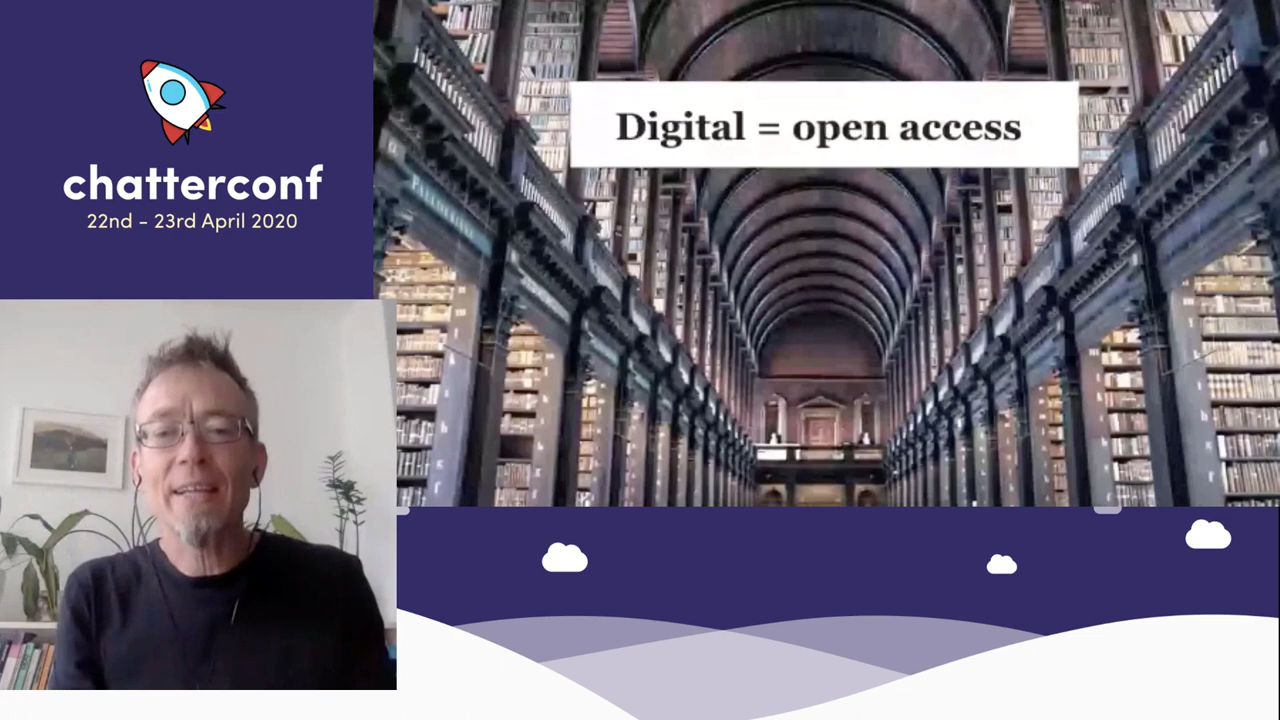 chatterconf
22nd - 23rd April 2020
Digital = open access